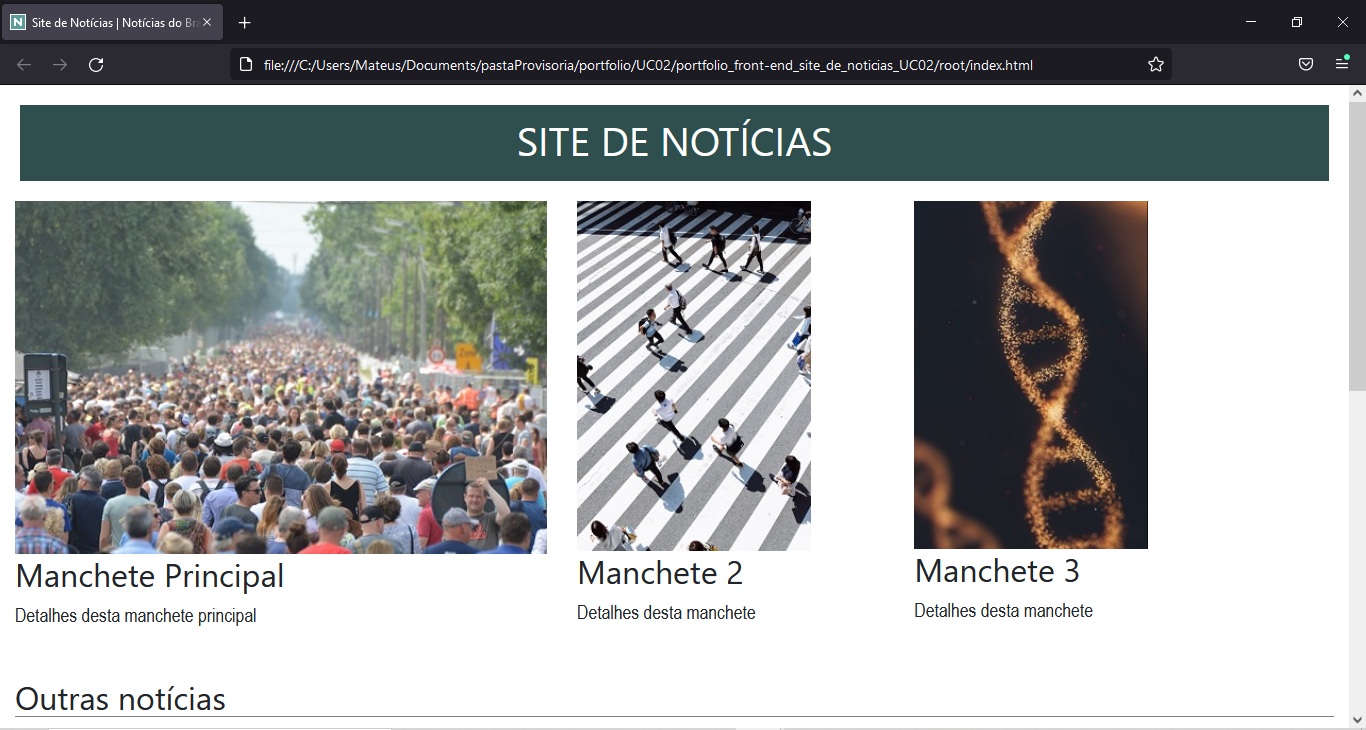 Site de Notícias | Notícias do Bra
file:///C:/Users/Mateus/Documents/pastaProvisoria/portfolio/UC02/portfolio_front-end_site_de_noticias_UC02/root/index.html
SITE DE NOTÍCIAS
Manchete Principal
Detalhes desta manchete principal
Manchete 2
Detalhes desta manchete
Manchete 3
Detalhes desta manchete
Outras notícias